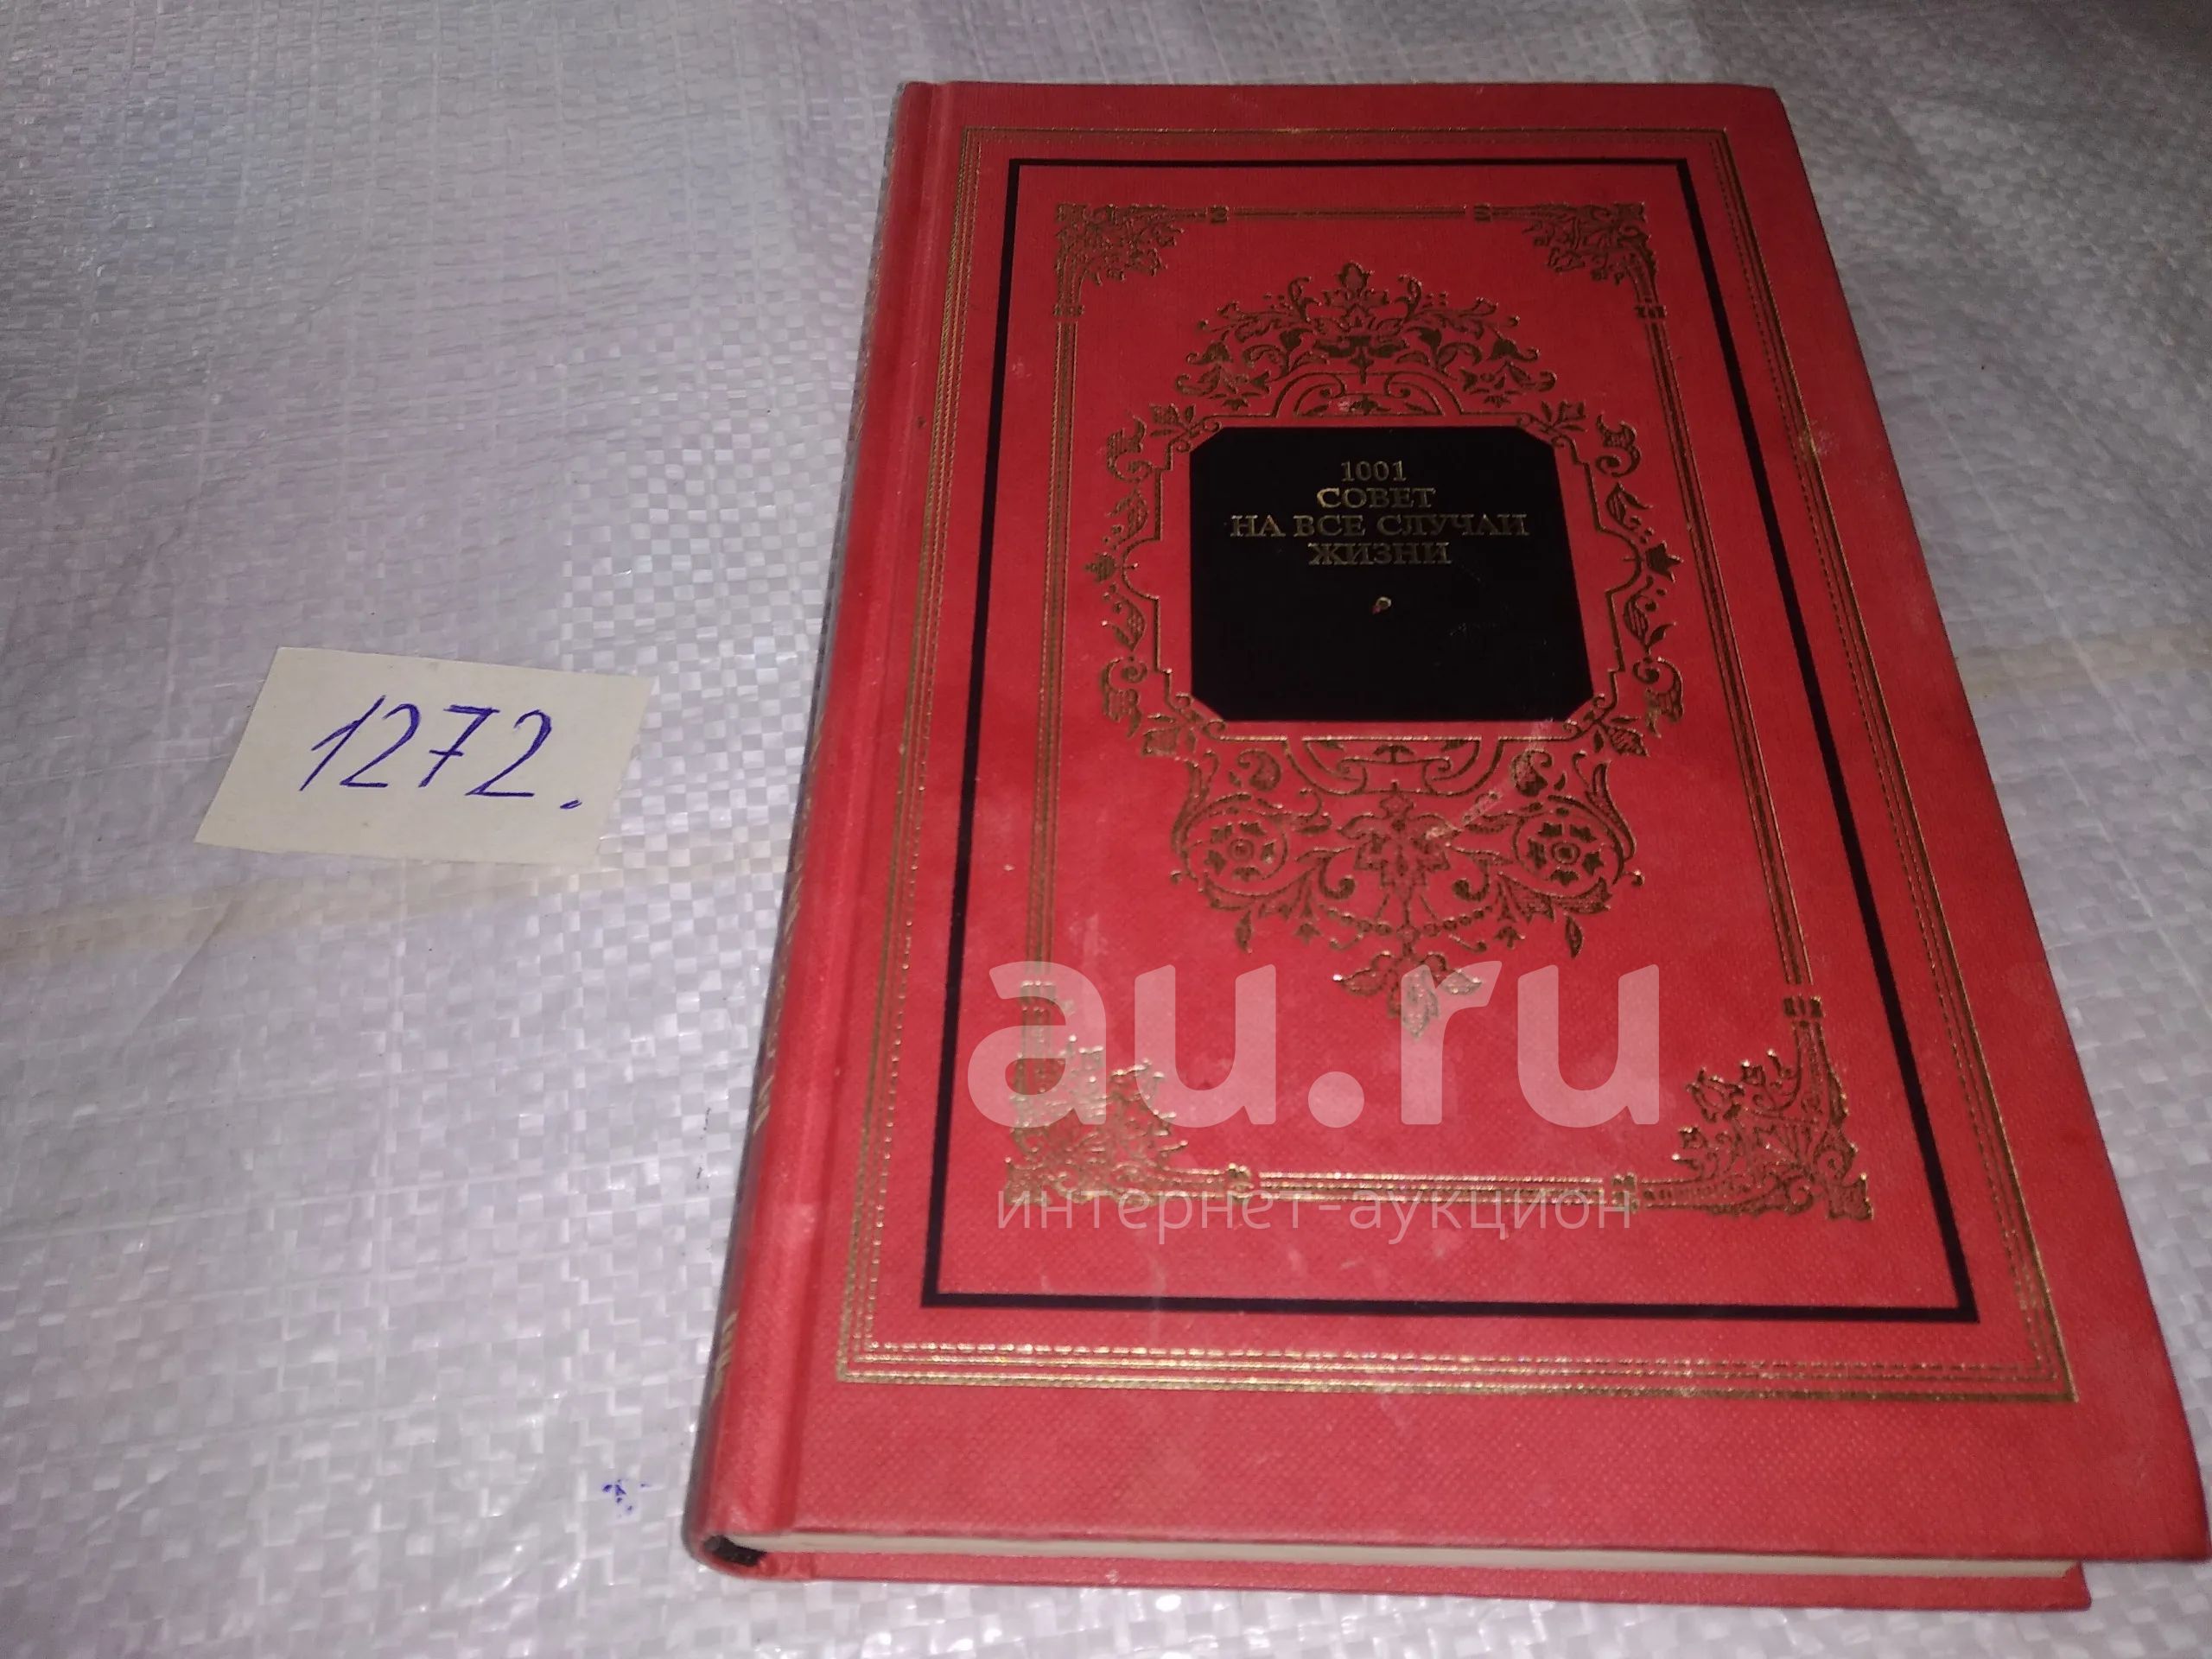 1001
СОВЕТ
НА ВСЕ СЛУЧАИ
ЖИЗНИ
1272.
au.ru
интернет-аукцион